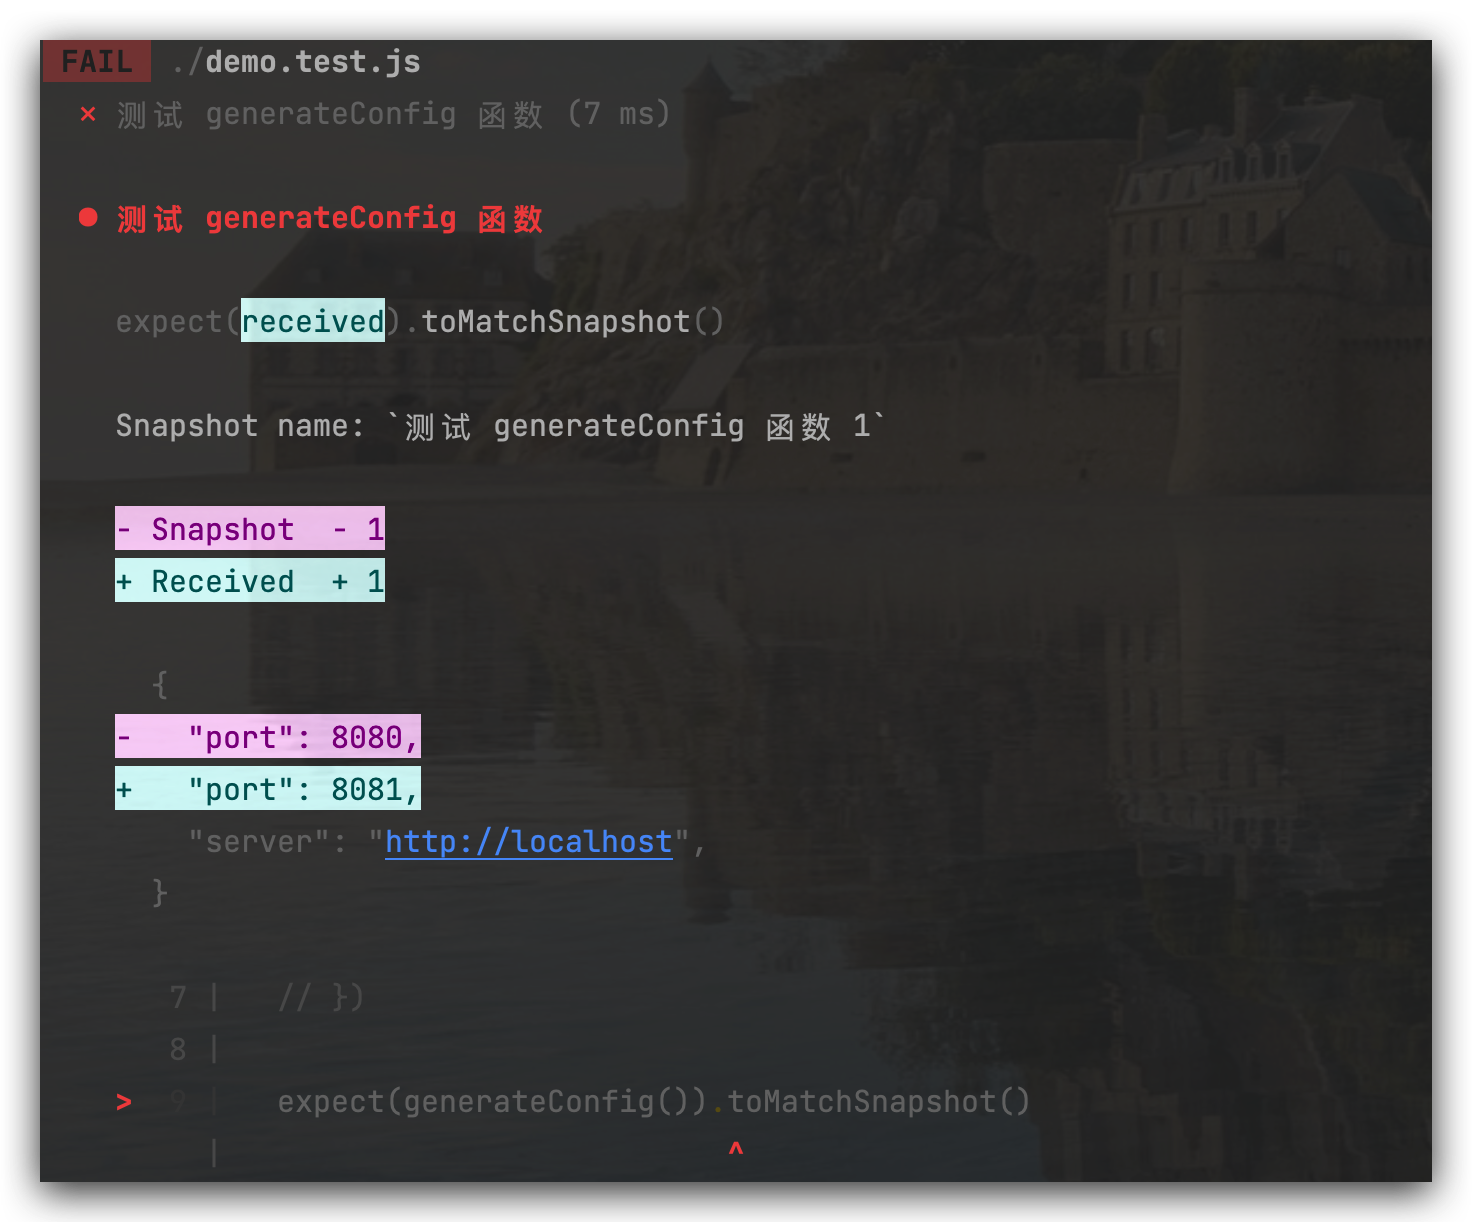 FAIL ./demo.test.js
× 测试 generateConfig 函数 (7 ms)
● 测试 generateConfig 函数
expect(received).toMatchSnapshot()
Snapshot name: `测试 generateConfig 函数 1`
- Snapshot  - 1
+ Received  + 1
{
-   "port": 8080,
+   "port": 8081,
"server": "http://localhost",
}
7 |   // })
8 |
> 9 |   expect(generateConfig()).toMatchSnapshot()
|                            ^